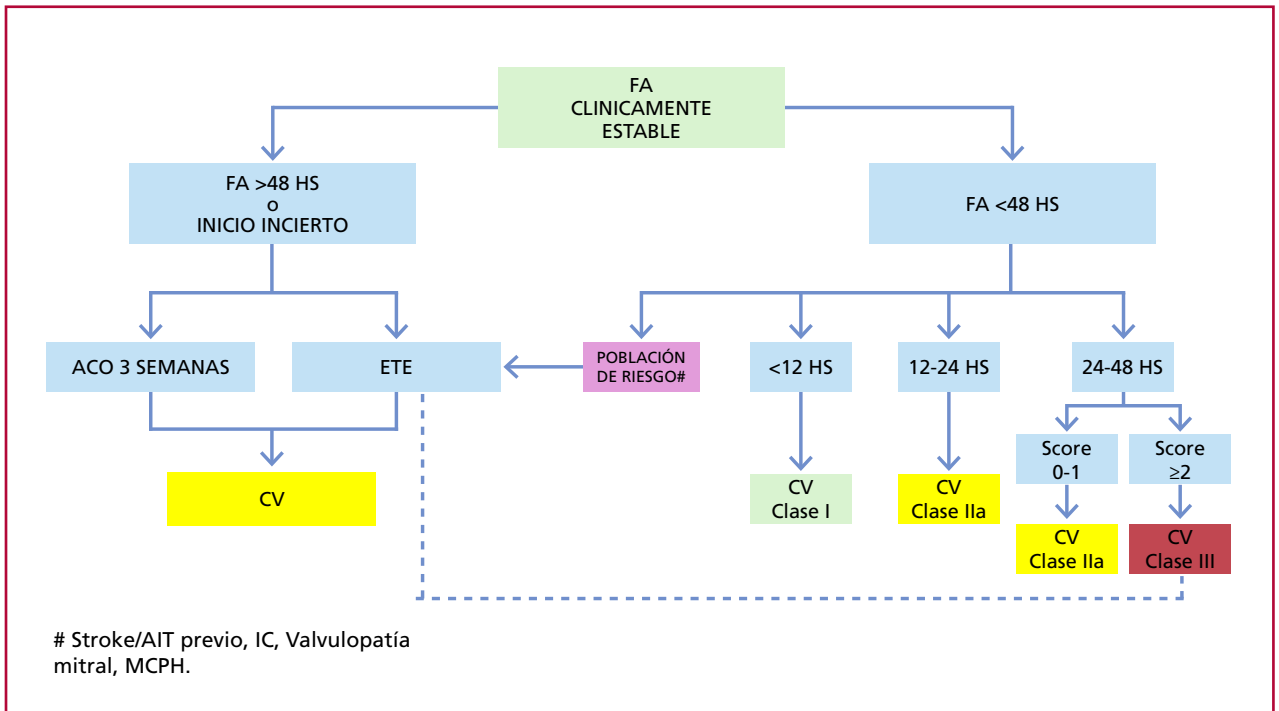 FA
CLINICAMENTE
ESTABLE
FA >48 HS
o
INICIO INCIERTO
FA <48 HS
ACO 3 SEMANAS
ETE
POBLACIÓN
DE RIESGO#
<12 HS
12-24 HS
24-48 HS
Score
0-1
Score
≥2
CV
CV
Clase I
CV
Clase IIa
CV
Clase IIa
CV
Clase III
# Stroke/AIT previo, IC, Valvulopatía
mitral, MCPH.